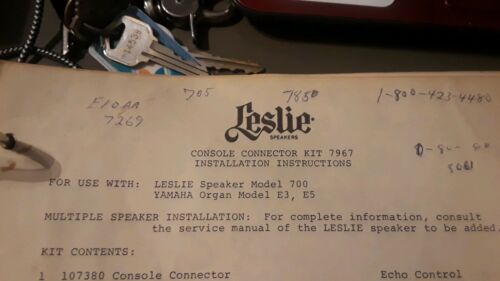 E10AR
7269
705
7850
1-800-423-4480
Leslie
SPEAKERS
CONSOLE CONNECTOR KIT 7967
INSTALLATION INSTRUCTIONS
FOR USE WITH: LESLIE Speaker Model 700
YAMAHA Organ Model E3, E5
MULTIPLE SPEAKER INSTALLATION: For complete information, consult
the service manual of the LESLIE speaker to be added.
KIT CONTENTS:
1 107380 Console Connector Echo Control